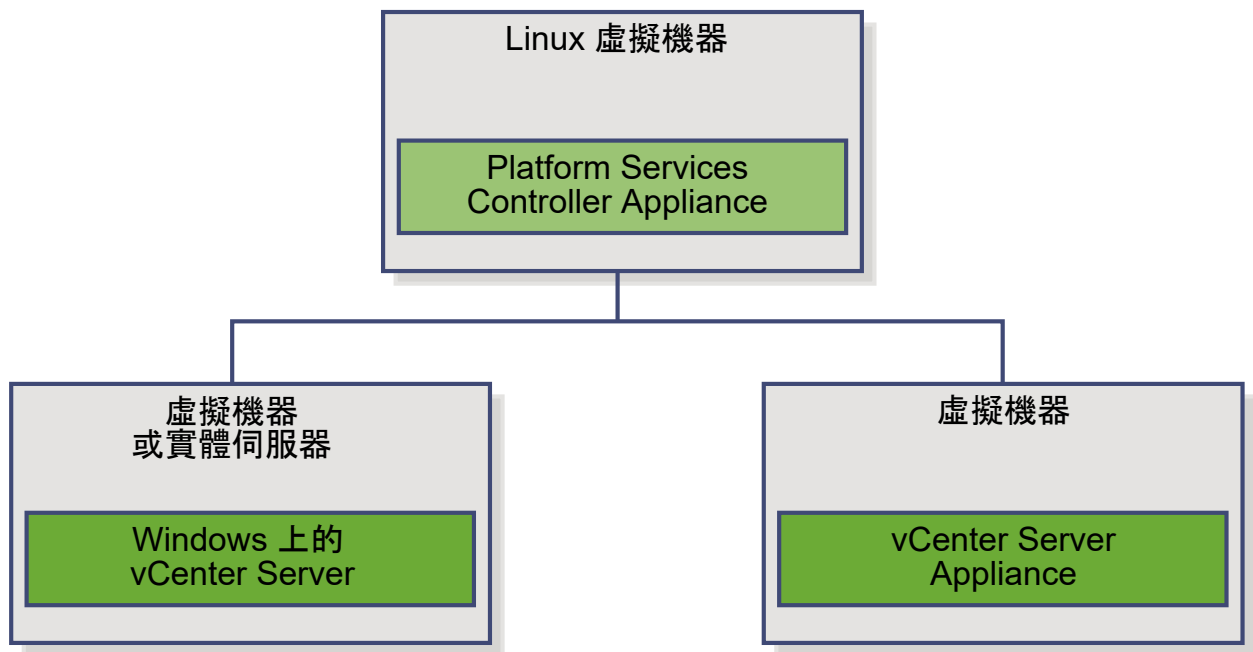 Linux 虛擬機器
Platform Services
Controller Appliance
虛擬機器
或實體伺服器
Windows 上的
vCenter Server
虛擬機器
vCenter Server
Appliance